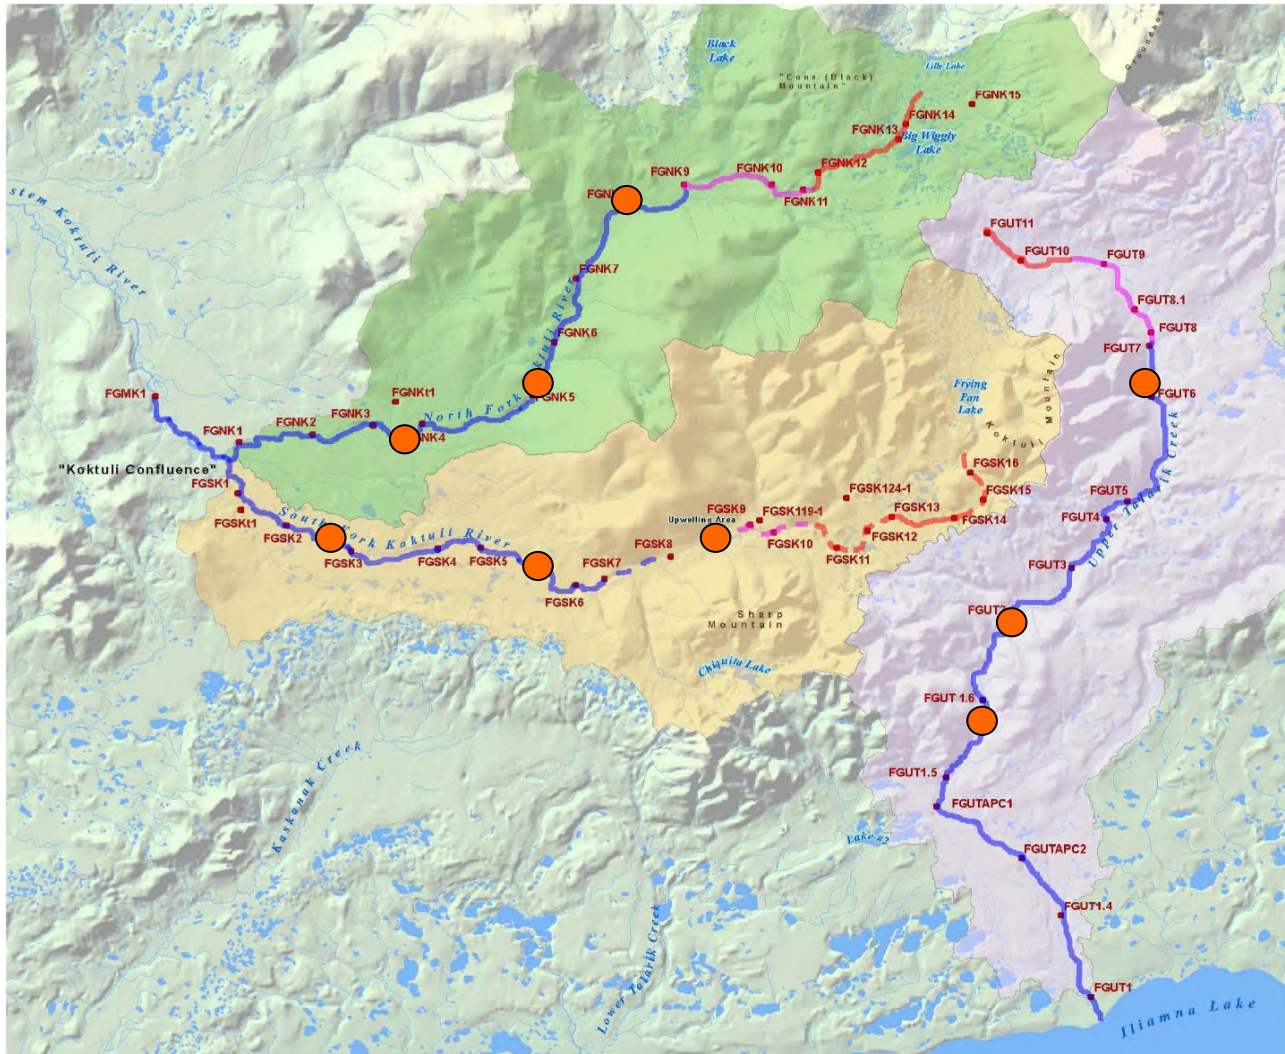 Groundhog
Black
Lake
Lilly Lake
"Cone (Black)
Mountain"
FGNK15
FGNK14
FGNK13
Big Wiggly
Lake
FGNK12
FGNK10
FGNK9
FGNK11
stem Koktuli River
FGUT11
FGUT10
FGUT9
FGNK7
FGUT8.1
FGNK6
FGUT8
FGUT7
Frying
Pan
Lake
Koktuli Mountain
FGMK1
FGNKt1
FGNK5
FGUT6
North Fork
Koktuli River
FGNK3
FGNK2
FGNK1
NK4
"Koktuli Confluence"
FGSK16
FGSK1
FGSK124-1
FGSK15
FGUT5
FGSKt1
FGSK9
FGSK119-1
FGSK13
FGSK14
FGUT4
Upper Talarik Creek
South Fork Koktuli River
Upwelling Area
FGSK2
FGSK10
FGSK12
FGSK3
FGSK4
FGSK5
FGSK7
FGSK8
FGSK11
FGUT3
FGSK6
Sharp
Mountain
FGUT2
Chiquita Lake
FGUT 1.6
Kaskanak Creek
FGUT1.5
FGUTAPC1
Lake #2
FGUTAPC2
FGUT1.4
Lower Talarik Creek
FGUT1
Iliamna Lake